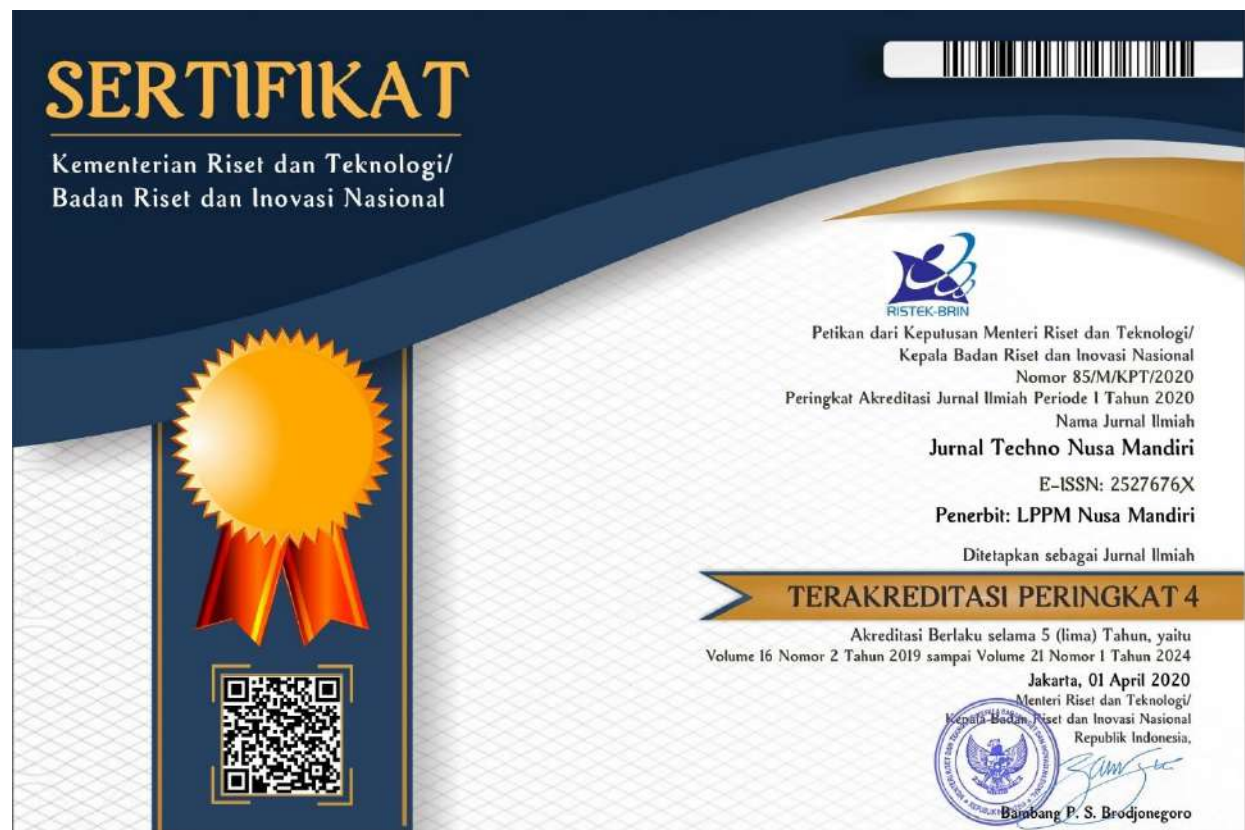 SERTIFIKAT
Kementerian Riset dan Teknologi/
Badan Riset dan Inovasi Nasional
RISTEK-BRIN
Petikan dari Keputusan Menteri Riset dan Teknologi/
Kepala Badan Riset dan Inovasi Nasional
Nomor 85/M/KPT/2020
Peringkat Akreditasi Jurnal Ilmiah Periode I Tahun 2020
Nama Jurnal Ilmiah
Jurnal Techno Nusa Mandiri
E-ISSN: 2527676X
Penerbit: LPPM Nusa Mandiri
Ditetapkan sebagai Jurnal Ilmiah
TERAKREDITASI PERINGKAT 4
Akreditasi Berlaku selama 5 (lima) Tahun, yaitu
Volume 16 Nomor 2 Tahun 2019 sampai Volume 21 Nomor 1 Tahun 2024
Jakarta, 01 April 2020
Menteri Riset dan Teknologi/
Kepala Badan Riset dan Inovasi Nasional
Republik Indonesia,
Bambang P. S. Brodjonegoro